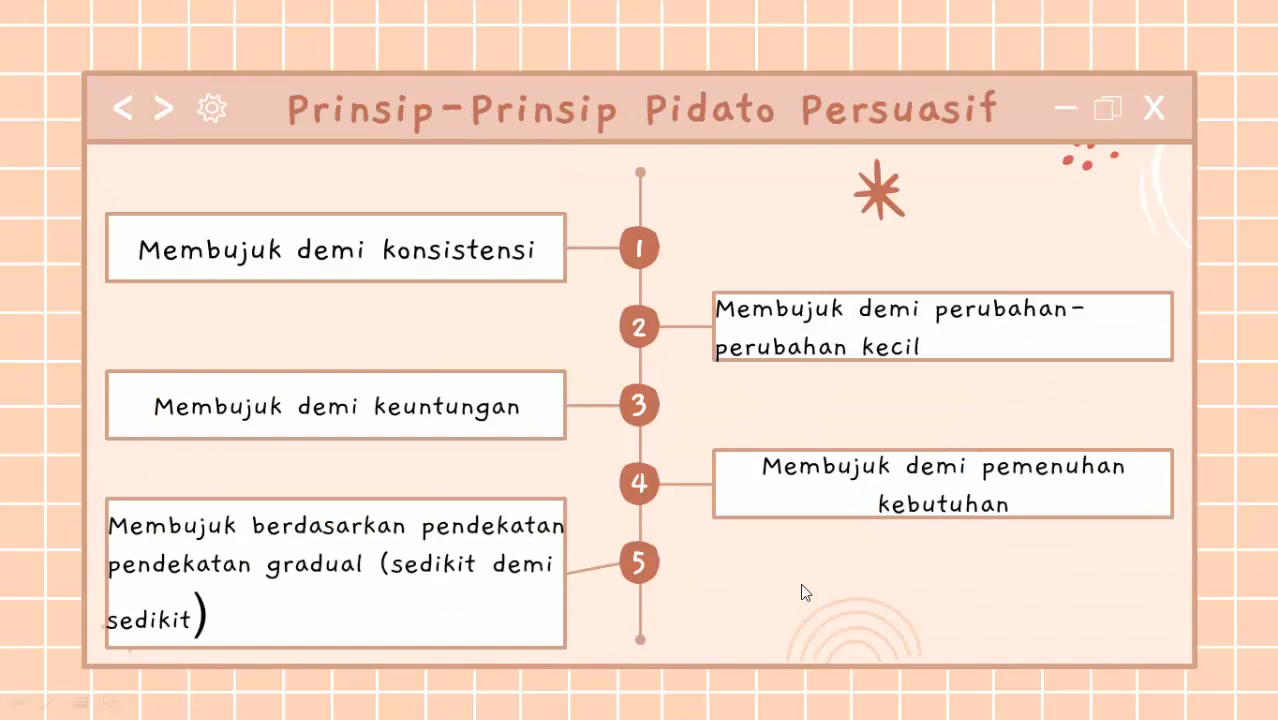 Prinsip-Prinsip Pidato Persuasif
1
Membujuk demi konsistensi
2
Membujuk demi perubahan-
perubahan kecil
3
Membujuk demi keuntungan
4
Membujuk demi pemenuhan
kebutuhan
5
Membujuk berdasarkan pendekatan
pendekatan gradual (sedikit demi
sedikit)